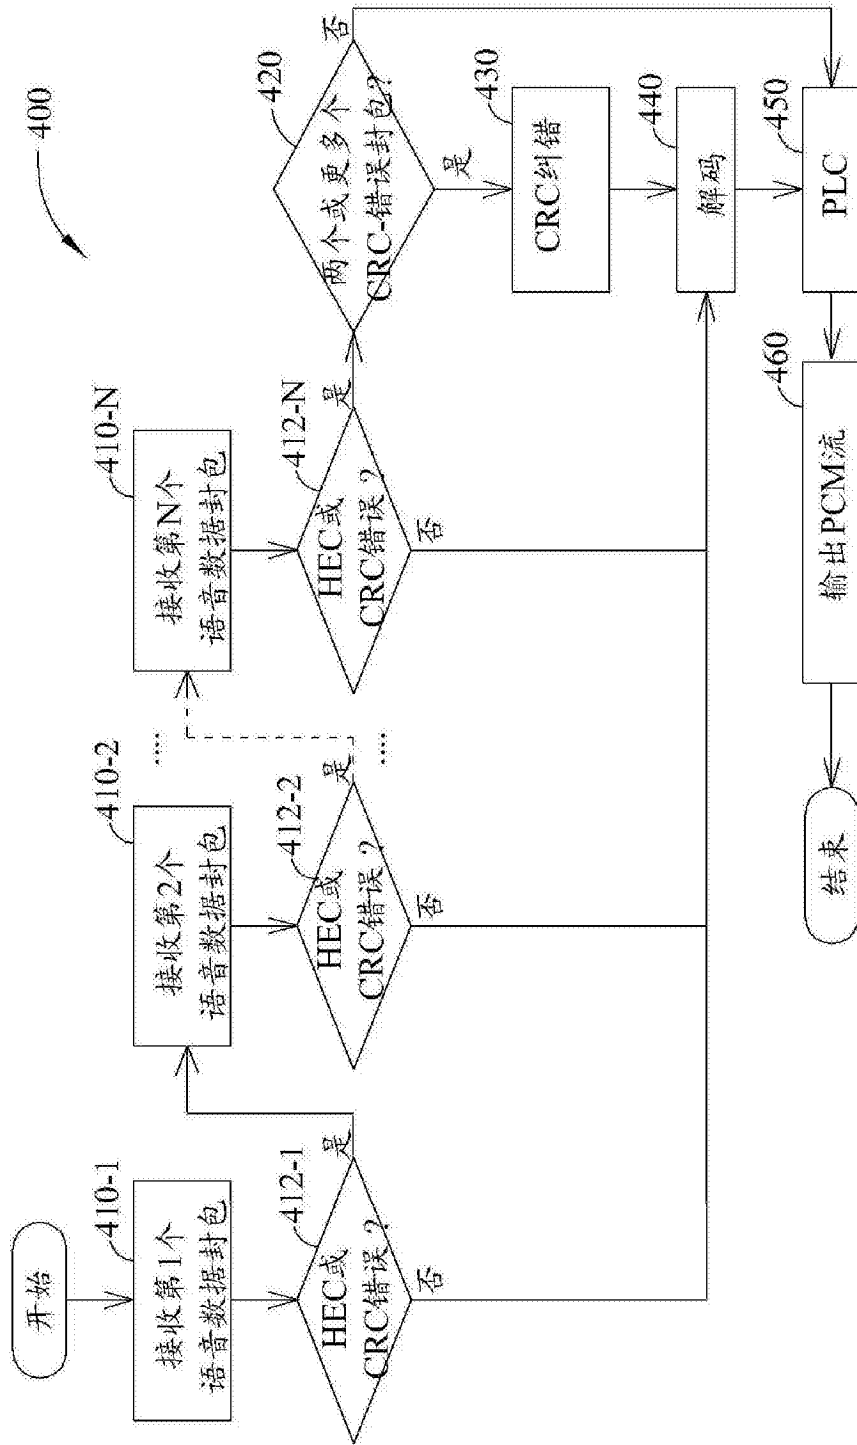 400
开始
410-1
接收第1个
语音数据封包
412-1
HEC或
CRC错误?
是
否
410-2
接收第2个
语音数据封包
412-2
HEC或
CRC错误?
是
否
....
....
410-N
接收第N个
语音数据封包
412-N
HEC或
CRC错误?
是
否
420
两个或更多个
CRC-错误封包?
否
是
430
CRC纠错
440
解码
450
PLC
460
输出PCM流
结束